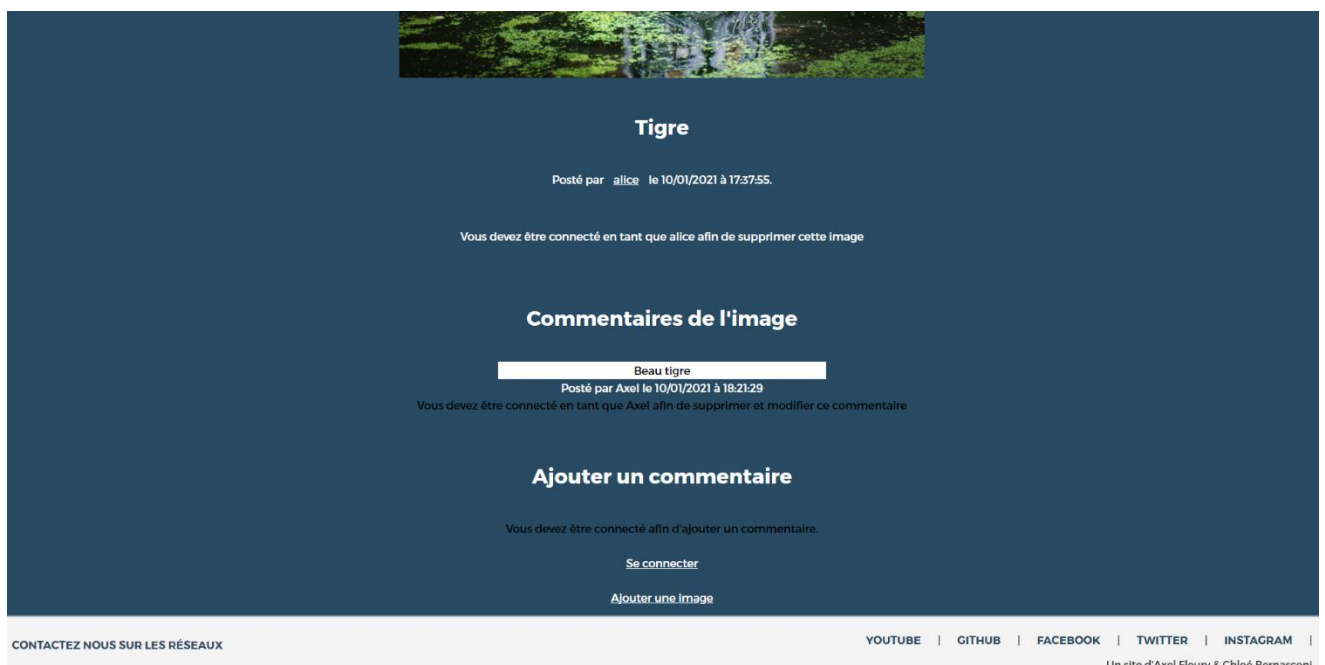 Tigre
Posté par alice le 10/01/2021 à 17:37:55.
Vous devez être connecté en tant que alice afin de supprimer cette image
Commentaires de l'image
Beau tigre
Posté par Axel le 10/01/2021 à 18:21:29
Vous devez être connecté en tant que Axel afin de supprimer et modifier ce commentaire
Ajouter un commentaire
Vous devez être connecté afin d'ajouter un commentaire.
Se connecter
Ajouter une image
CONTACTEZ NOUS SUR LES RÉSEAUX
YOUTUBE | GITHUB | FACEBOOK | TWITTER | INSTAGRAM |
Un site d'Axel Fleury & Chloé Bernasconi